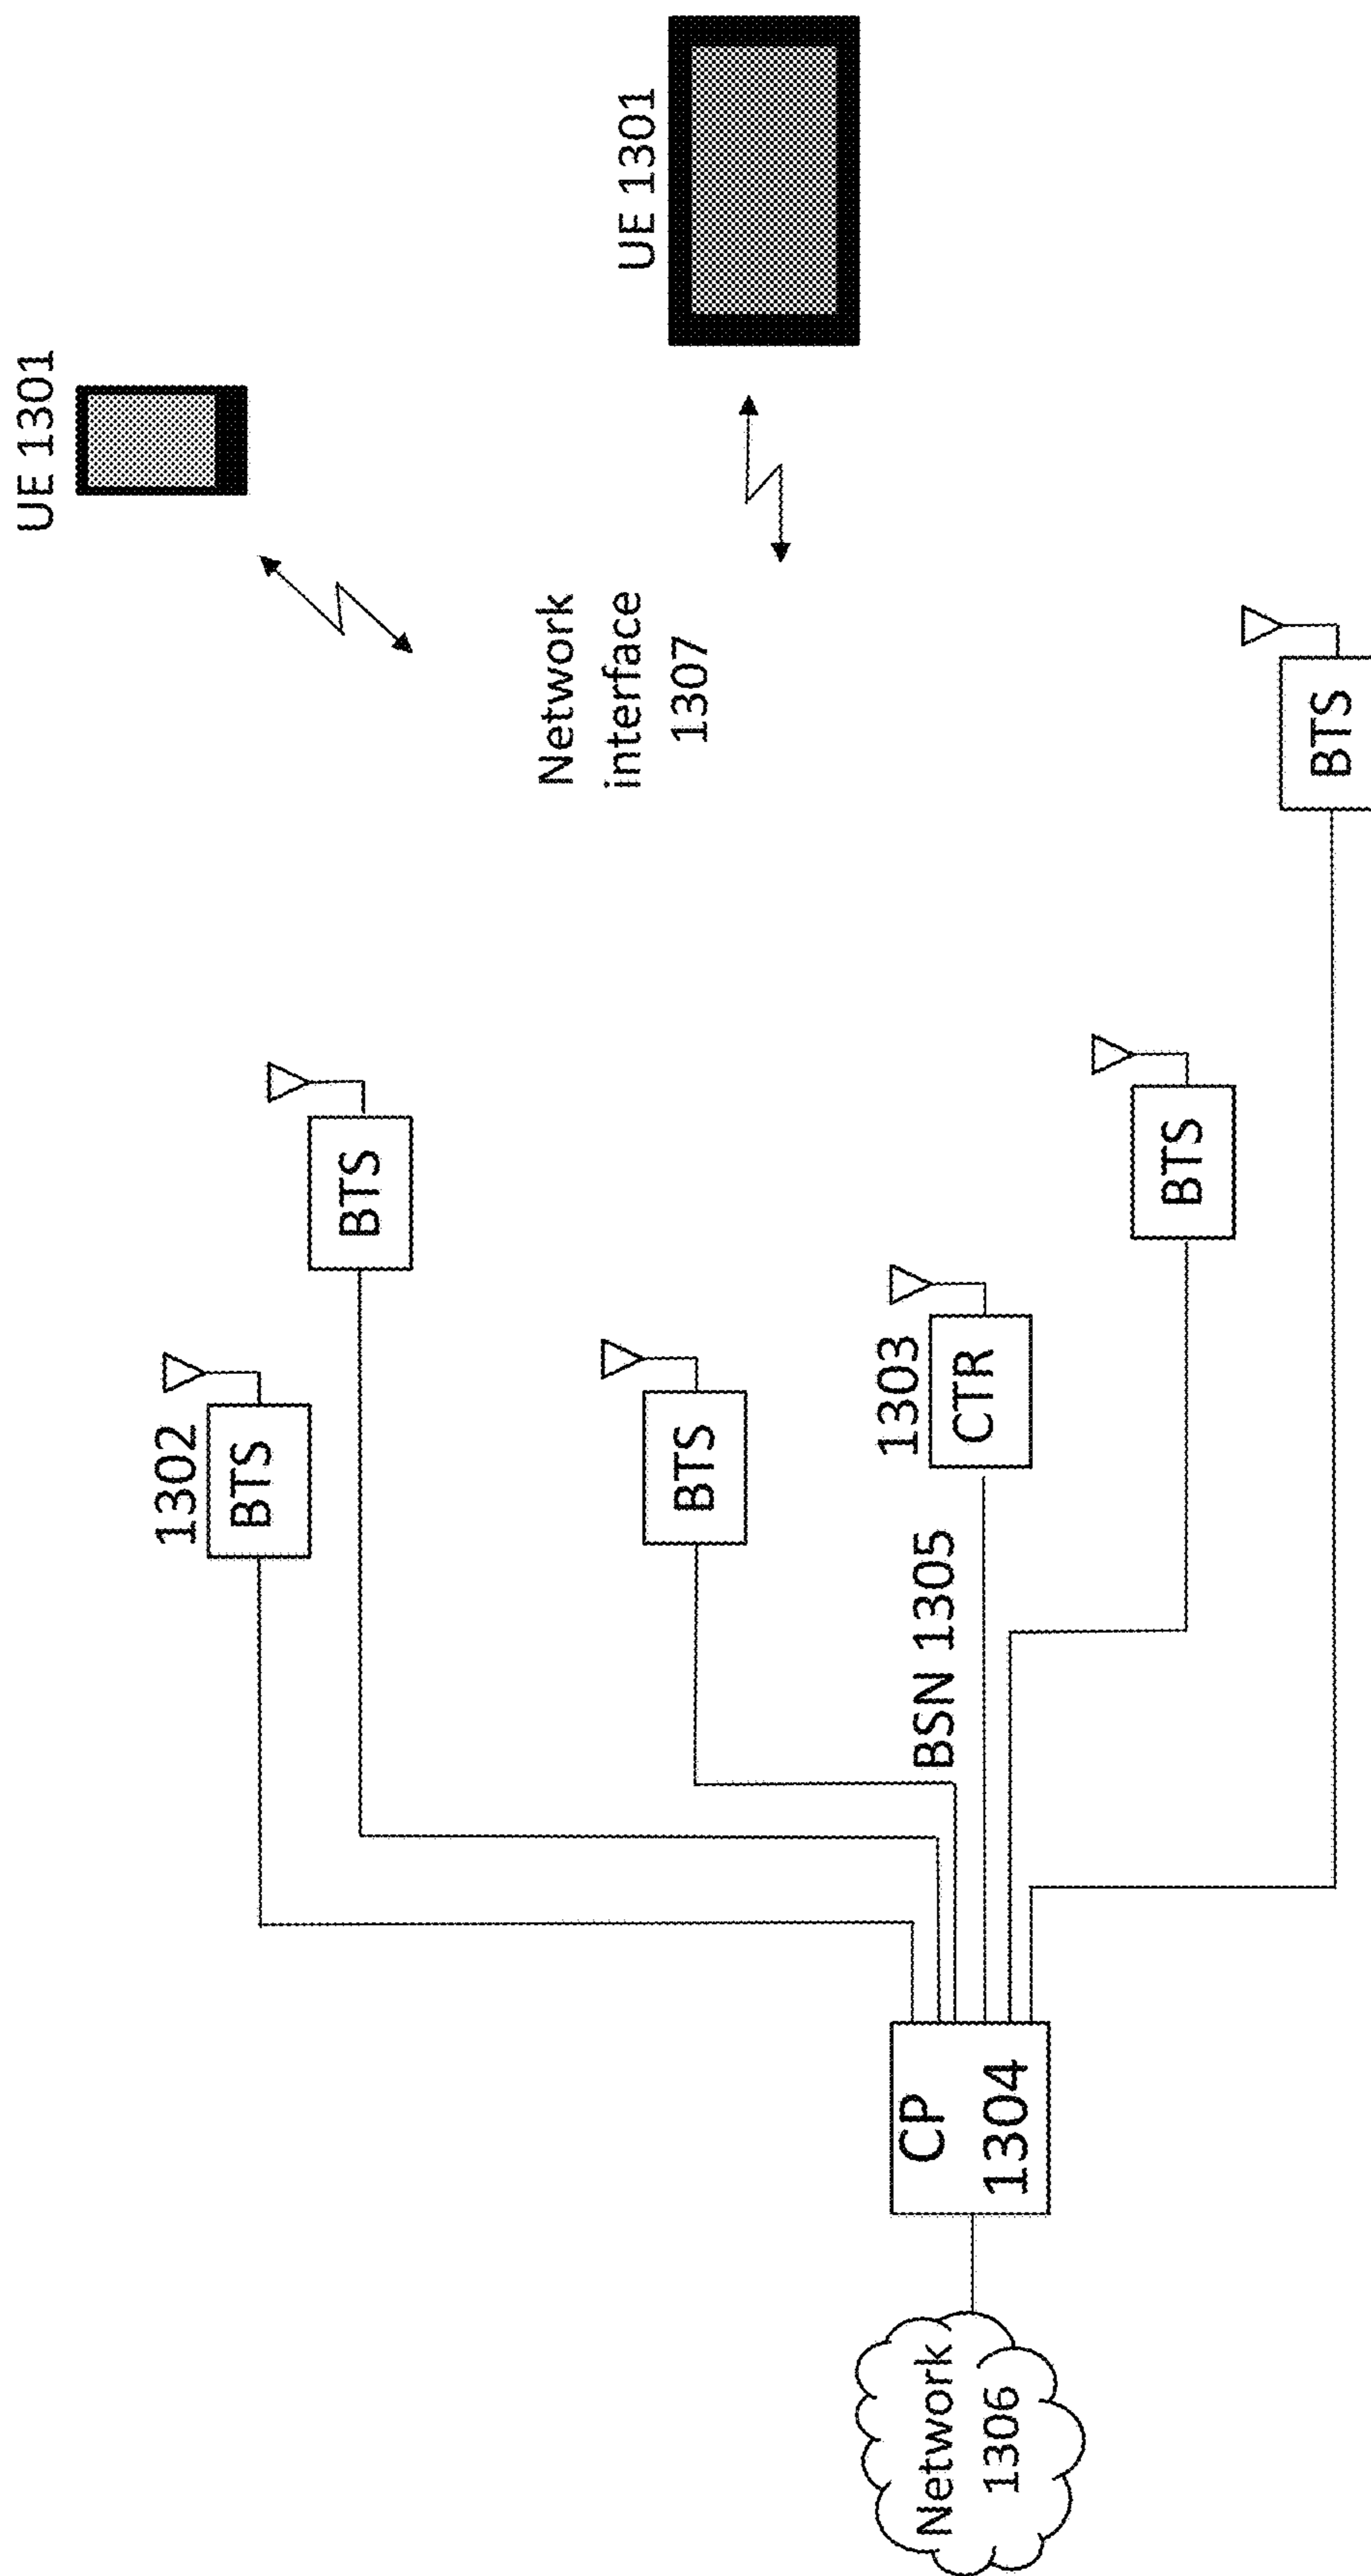 UE 1301
UE 1301
Network
interface
1307
1302
BTS
BTS
BTS
1303
CTR
BSN 1305
BTS
BTS
CP
1304
Network
1306